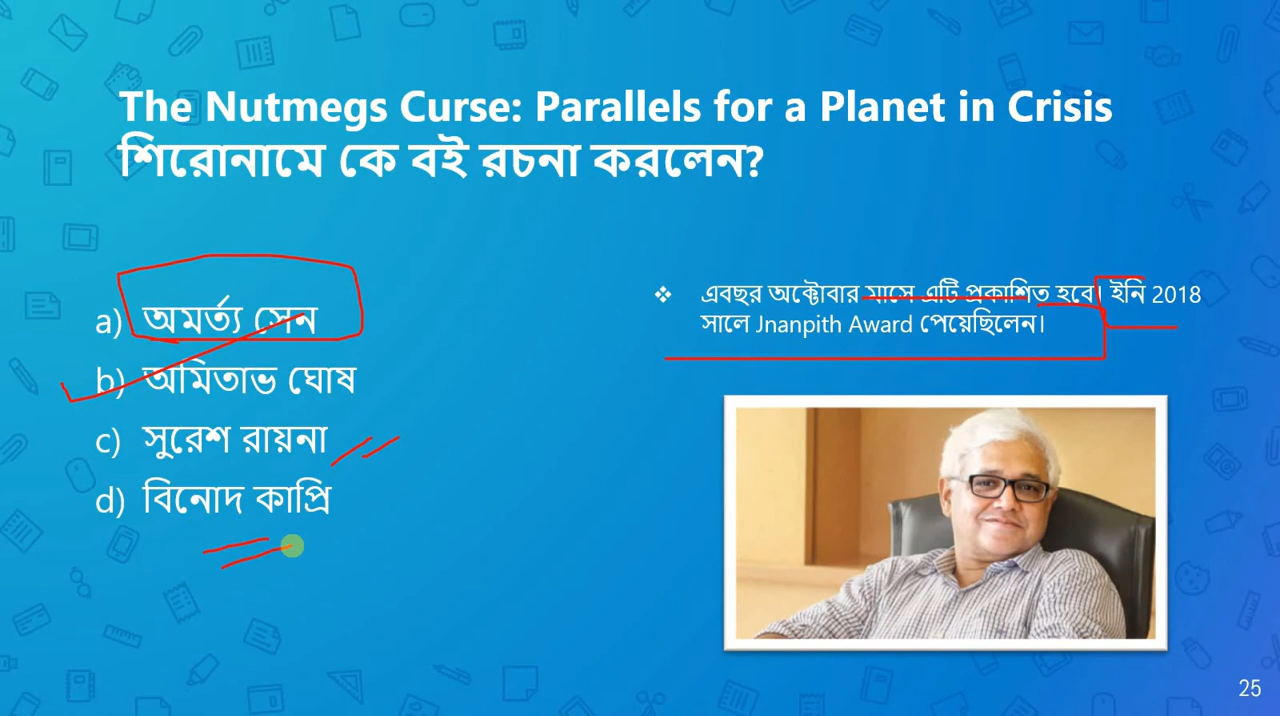 The Nutmegs Curse: Parallels for a Planet in Crisis
শিরোনামে কে বই রচনা করলেন?
a) অমর্ত্য সেন
b) অমিতাভ ঘোষ
c) সুরেশ রায়না
d) বিনোদ কাপ্রি
❖ এবছর অক্টোবার মাসে এটি প্রকাশিত হবে। ইনি 2018
সালে Jnanpith Award পেয়েছিলেন।
25